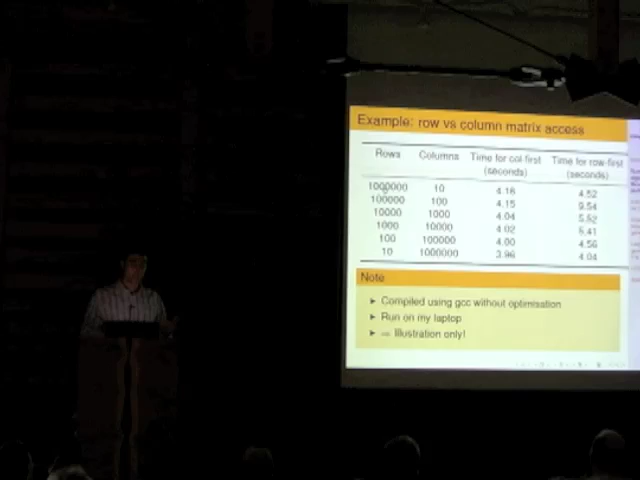 Example: row vs column matrix access
Rows Columns Time for col first (seconds) Time for row-first (seconds)
1000000 10 4.18 4.52
100000 100 4.15 9.54
10000 1000 4.04 5.52
1000 10000 4.02 5.41
100 100000 4.00 4.56
10 1000000 3.96 4.04
Note
Compiled using gcc without optimisation
Run on my laptop
⇒ Illustration only!